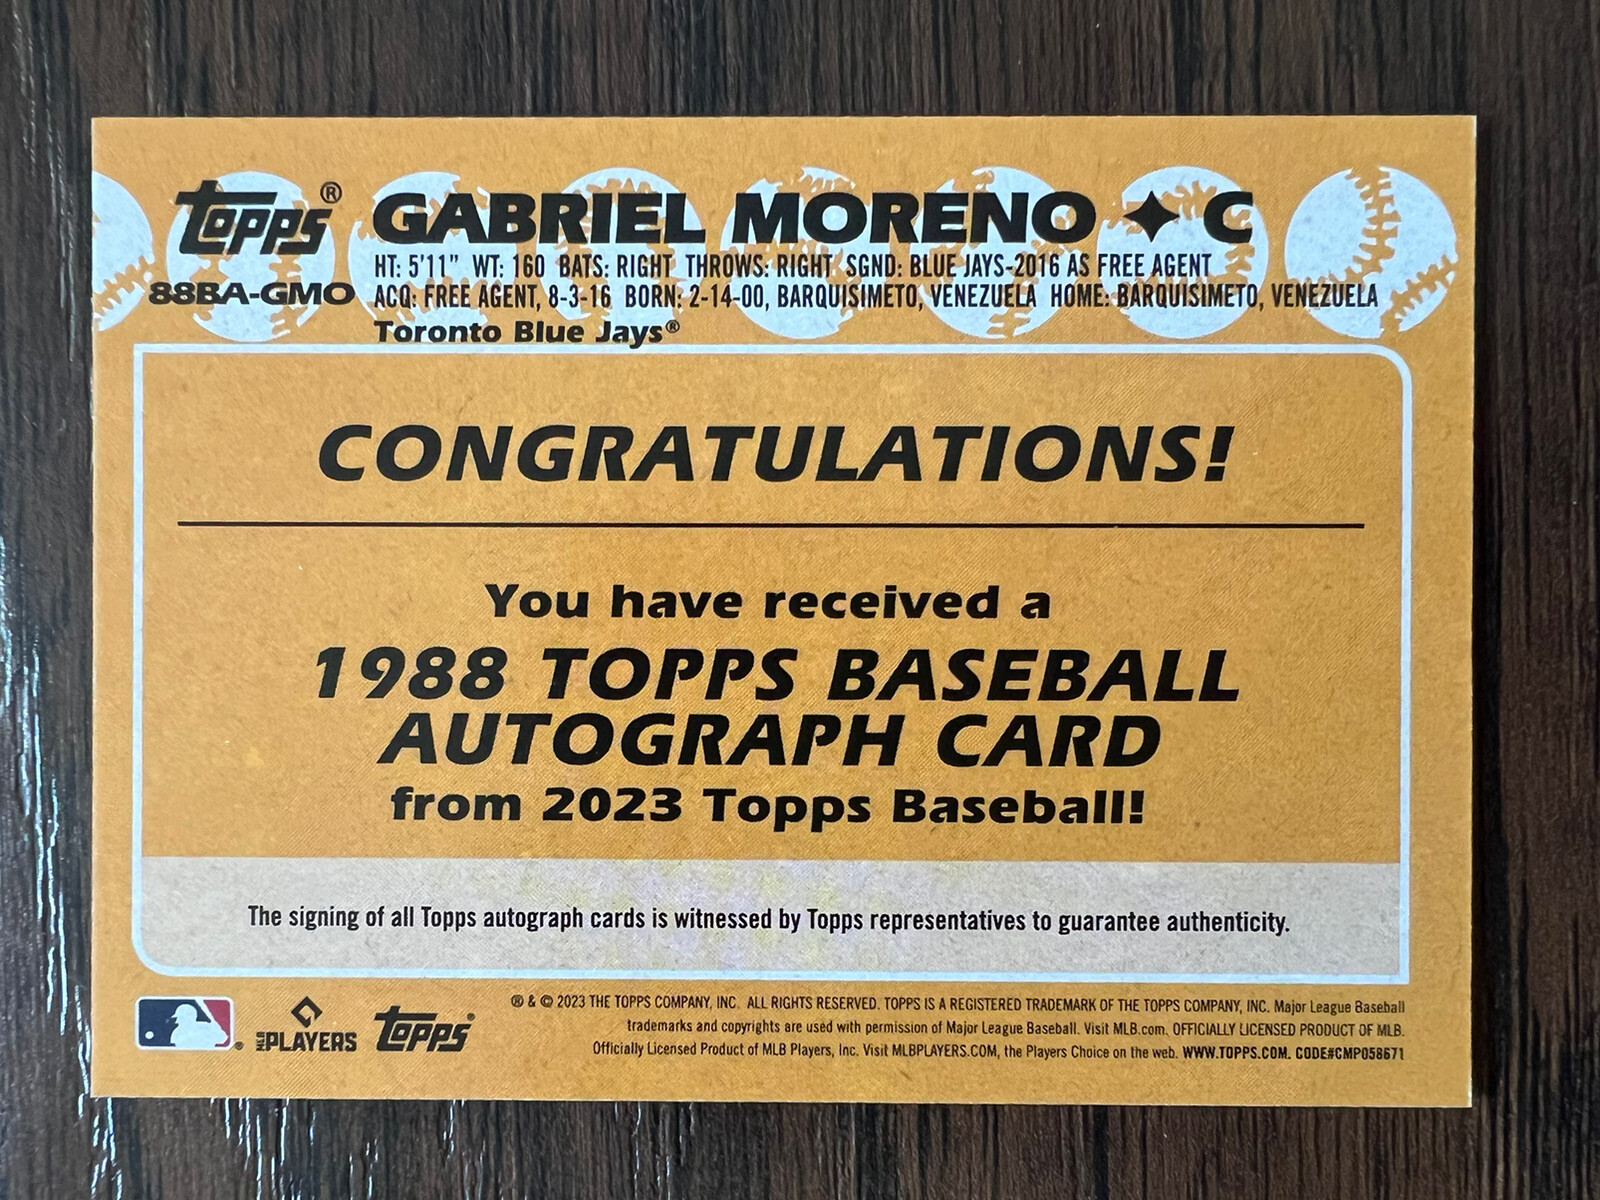 Topps® GABRIEL MORENO ✦ C
HT: 5'11" WT: 160 BATS: RIGHT THROWS: RIGHT SGND: BLUE JAYS-2016 AS FREE AGENT
88BA-GMO ACQ: FREE AGENT, 8-3-16 BORN: 2-14-00, BARQUISIMETO, VENEZUELA HOME: BARQUISIMETO, VENEZUELA
Toronto Blue Jays®
CONGRATULATIONS!
You have received a
1988 TOPPS BASEBALL
AUTOGRAPH CARD
from 2023 Topps Baseball!
The signing of all Topps autograph cards is witnessed by Topps representatives to guarantee authenticity.
® & © 2023 THE TOPPS COMPANY, INC. ALL RIGHTS RESERVED. TOPPS IS A REGISTERED TRADEMARK OF THE TOPPS COMPANY, INC. Major League Baseball
trademarks and copyrights are used with permission of Major League Baseball. Visit MLB.com. OFFICIALLY LICENSED PRODUCT OF MLB.
Officially Licensed Product of MLB Players, Inc. Visit MLBPLAYERS.COM, the Players Choice on the web. WWW.TOPPS.COM. CODE#CMP058671
® MLB PLAYERS Topps®